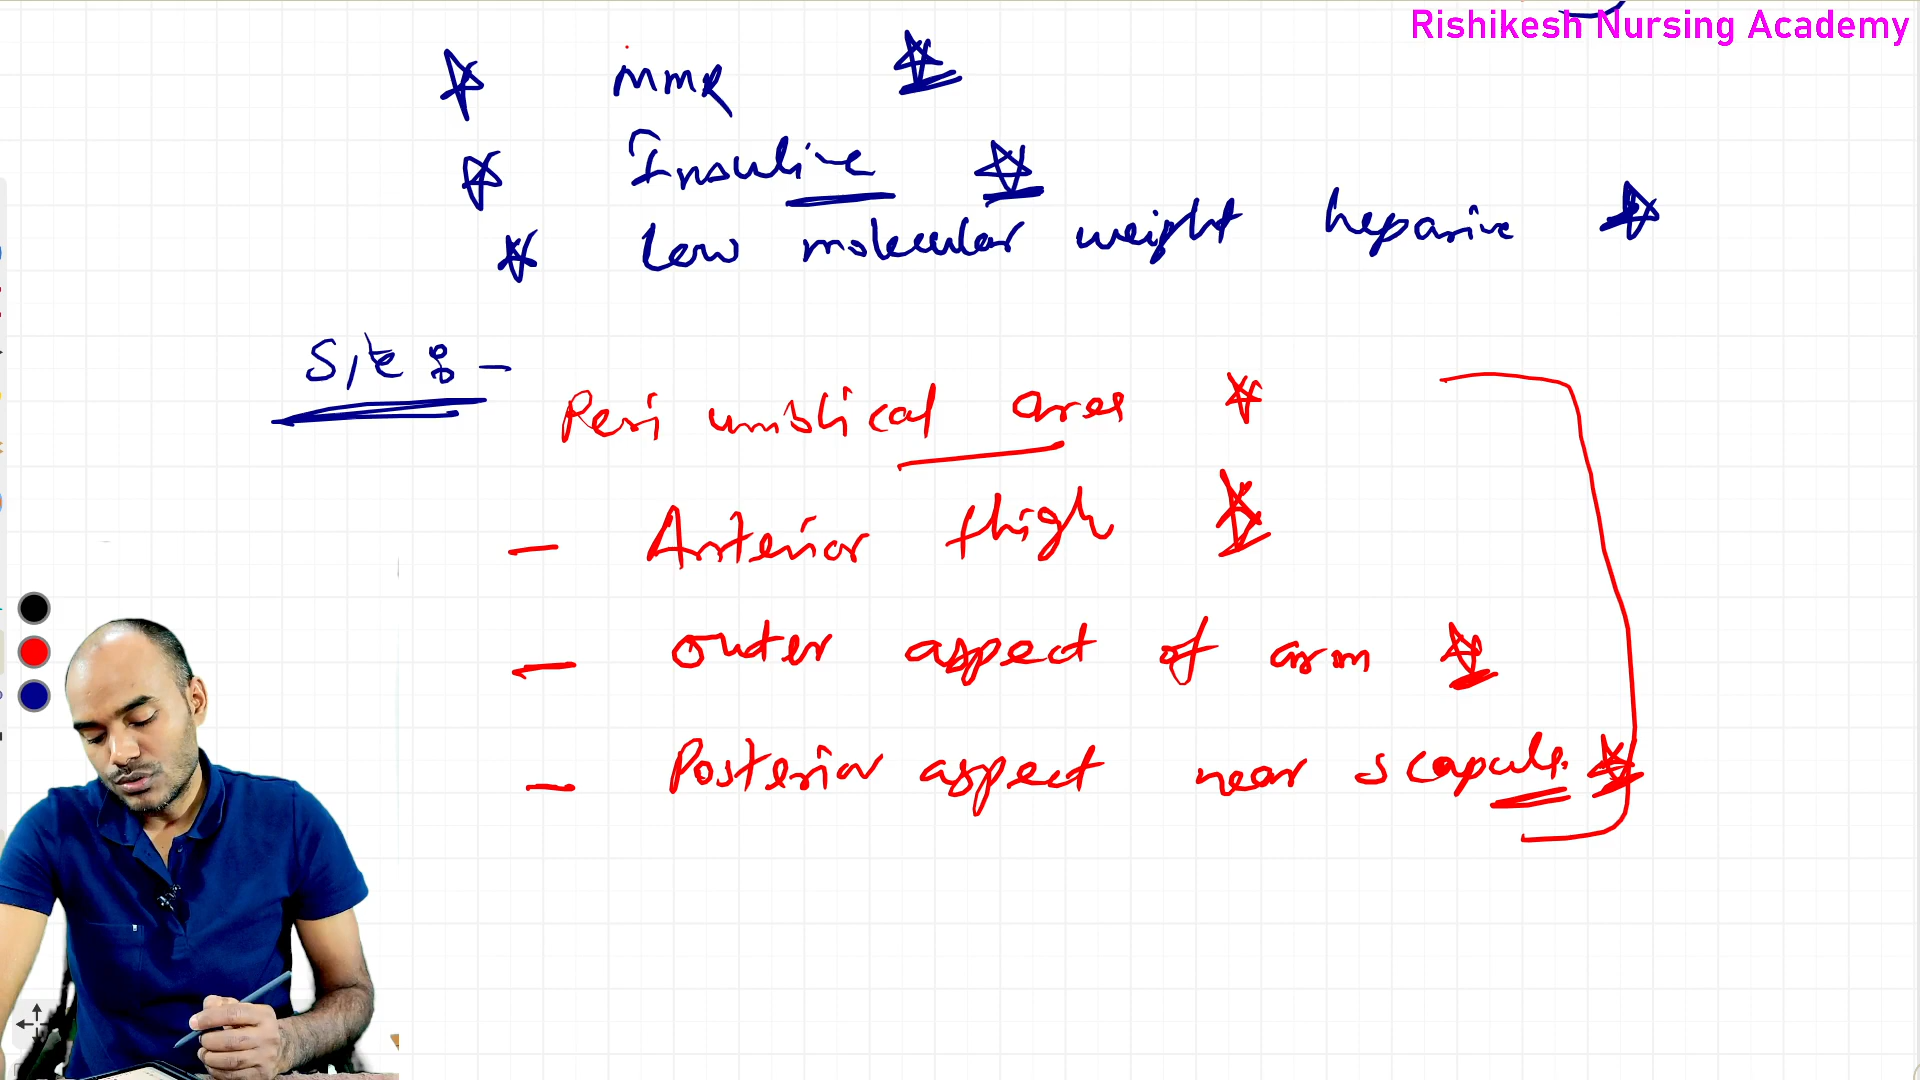 Rishikesh Nursing Academy
MMR
Insuline
Low molecular weight heparine
Site :-
Peri umblical area
- Anterior thigh
- outer aspect of arm
- Posterior aspect near scapula